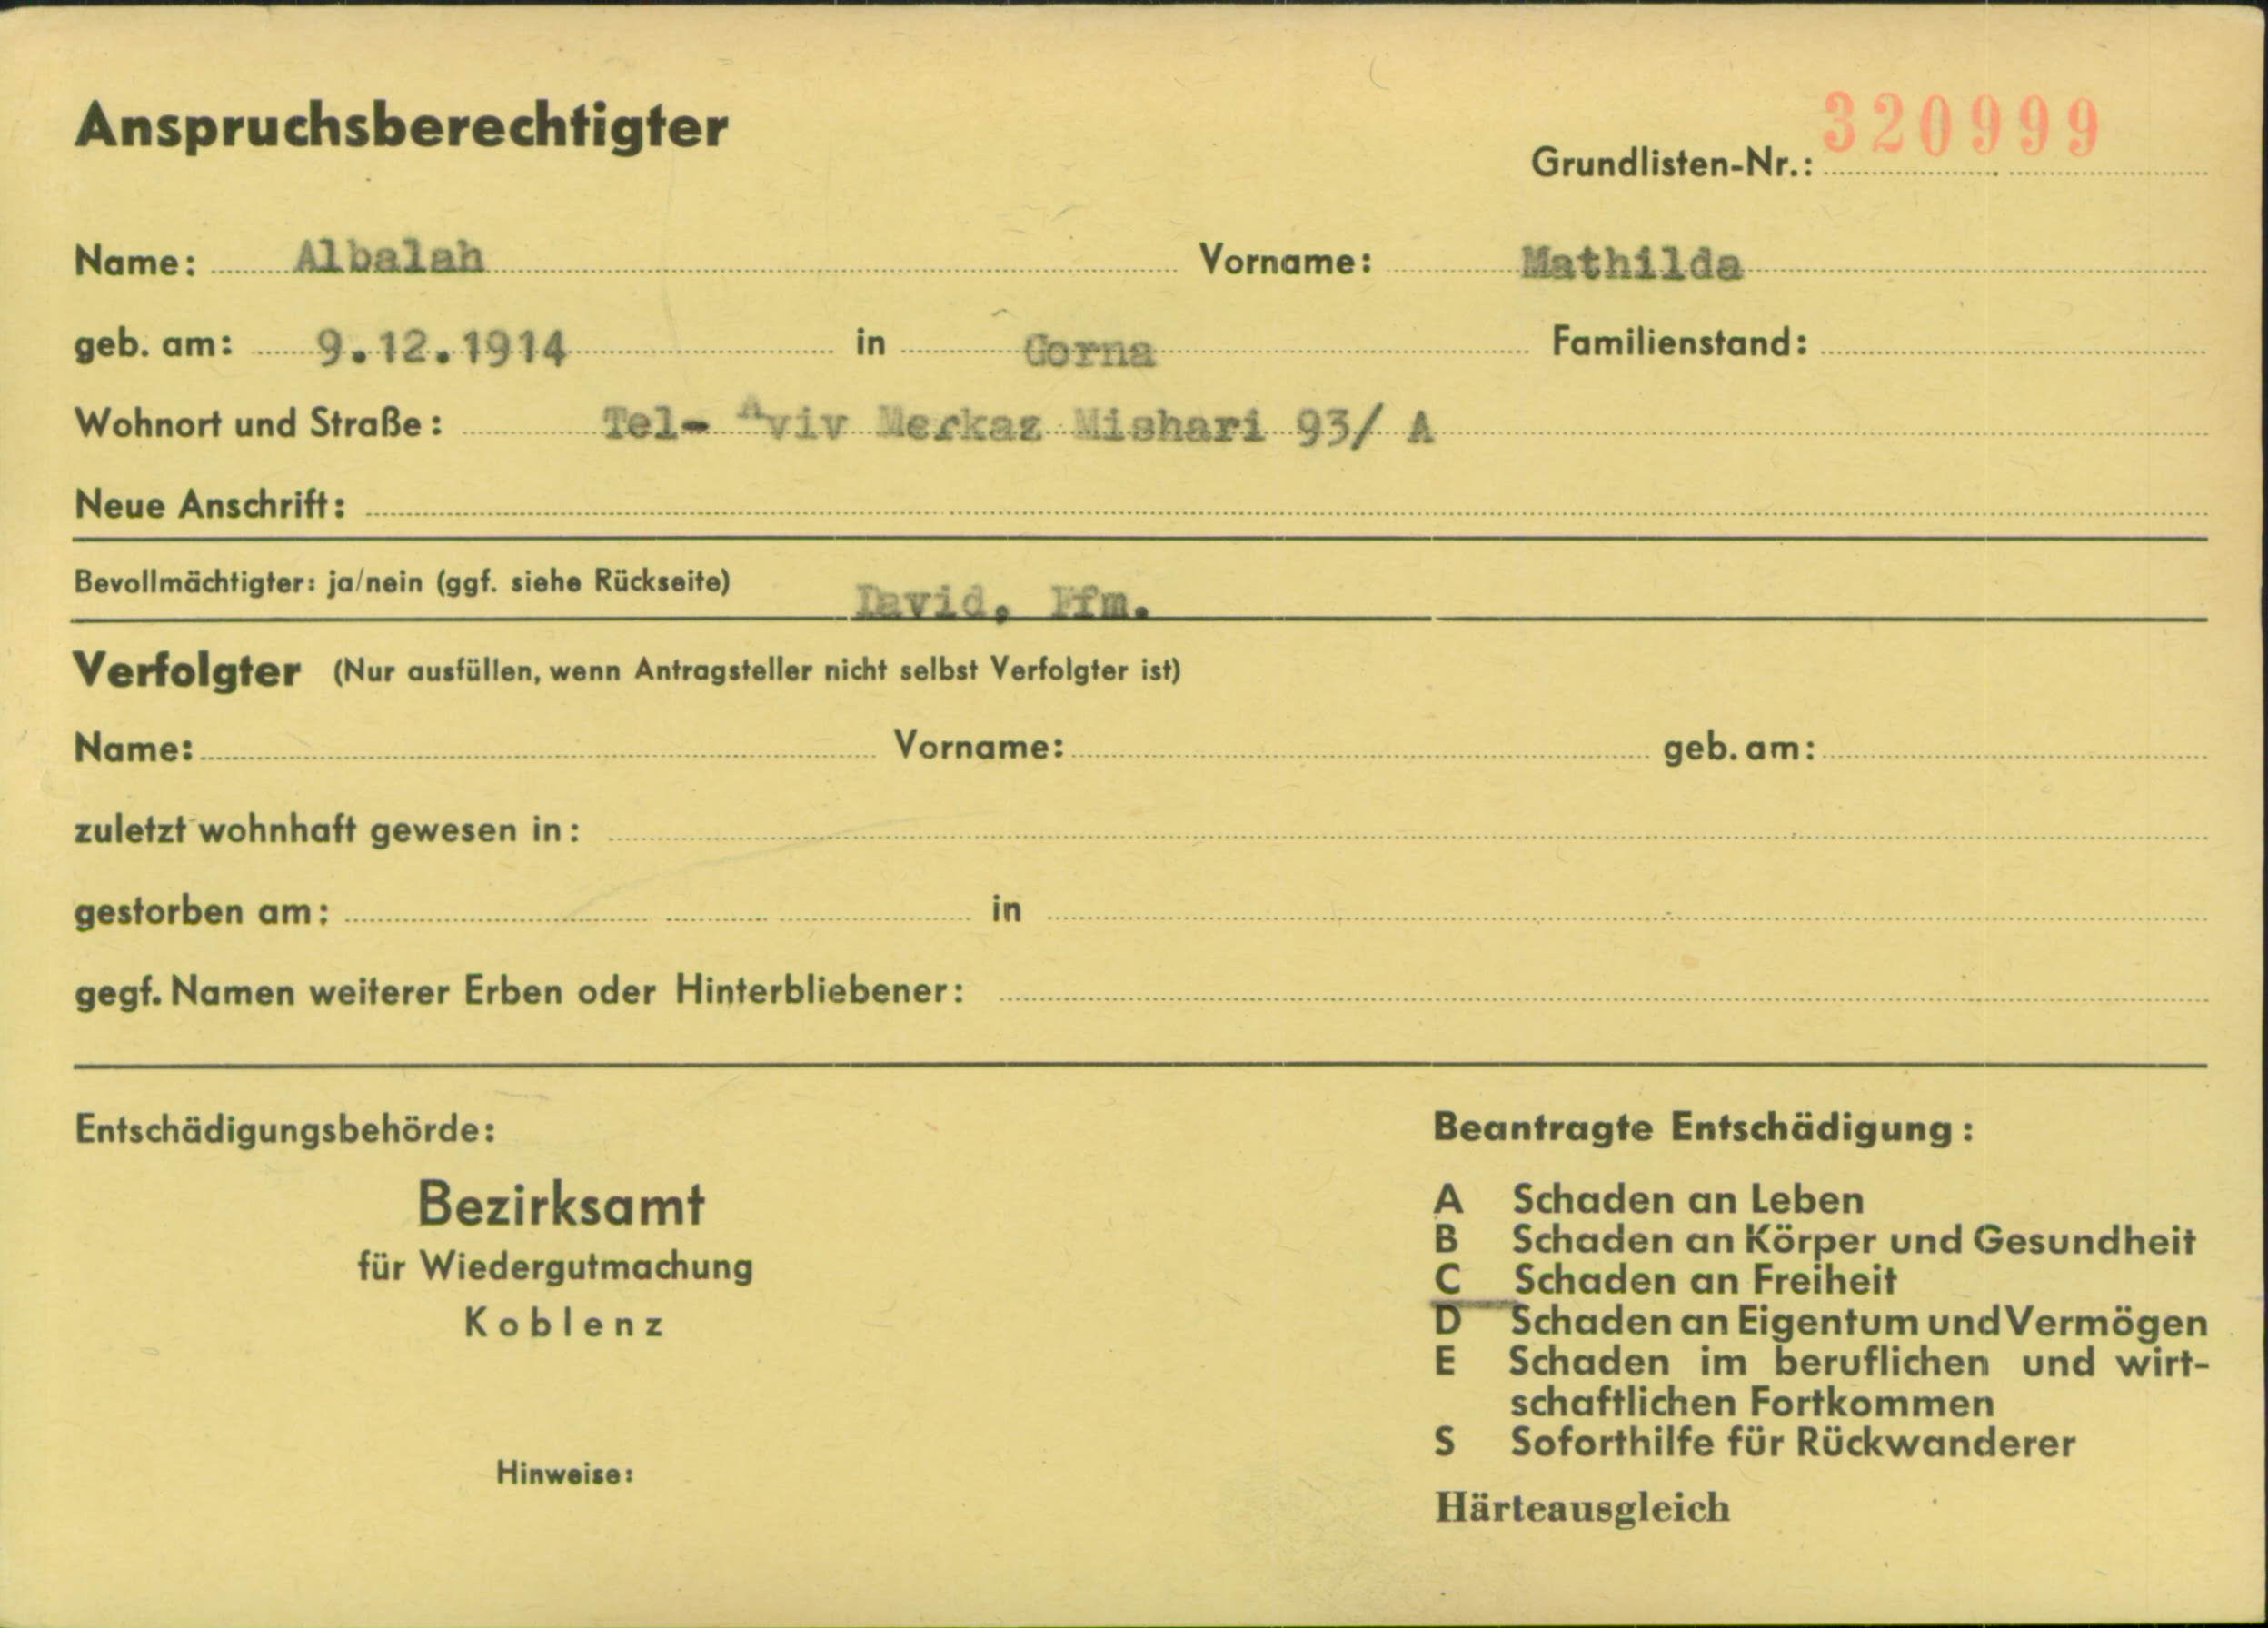 Anspruchsberechtigter
Grundlisten-Nr.: 320999
Name: Albalah Vorname: Mathilda
geb. am: 9.12.1914 in Gorna Familienstand:
Wohnort und Straße: Tel- Aviv Merkaz Mishari 93/ A
Neue Anschrift:
Bevollmächtigter: ja/nein (ggf. siehe Rückseite) David, Ffm.
Verfolgter (Nur ausfüllen, wenn Antragsteller nicht selbst Verfolgter ist)
Name: Vorname: geb. am:
zuletzt wohnhaft gewesen in:
gestorben am: in
gegf. Namen weiterer Erben oder Hinterbliebener:
Entschädigungsbehörde:
Bezirksamt
für Wiedergutmachung
Koblenz
Hinweise:
Beantragte Entschädigung:
A Schaden an Leben
B Schaden an Körper und Gesundheit
C Schaden an Freiheit
D Schaden an Eigentum und Vermögen
E Schaden im beruflichen und wirt-
schaftlichen Fortkommen
S Soforthilfe für Rückwanderer
Härteausgleich